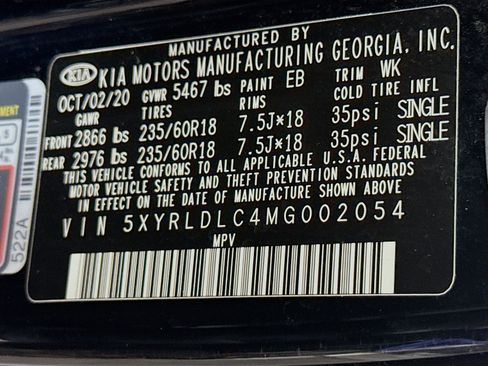 MANUFACTURED BY
KIA KIA MOTORS MANUFACTURING GEORGIA, INC.
OCT/02/20 GVWR 5467 lbs PAINT EB TRIM WK
GAWR TIRES RIMS COLD TIRE INFL
FRONT 2866 lbs 235/60R18 7.5J×18 35psi SINGLE
REAR 2976 lbs 235/60R18 7.5J×18 35psi SINGLE
THIS VEHICLE CONFORMS TO ALL APPLICABLE U.S.A. FEDERAL
MOTOR VEHICLE SAFETY AND THEFT PREVENTION STANDARDS
IN EFFECT ON THE DATE OF MANUFACTURE SHOWN ABOVE
VIN 5XYRLDLC4MG002054
MPV
522A